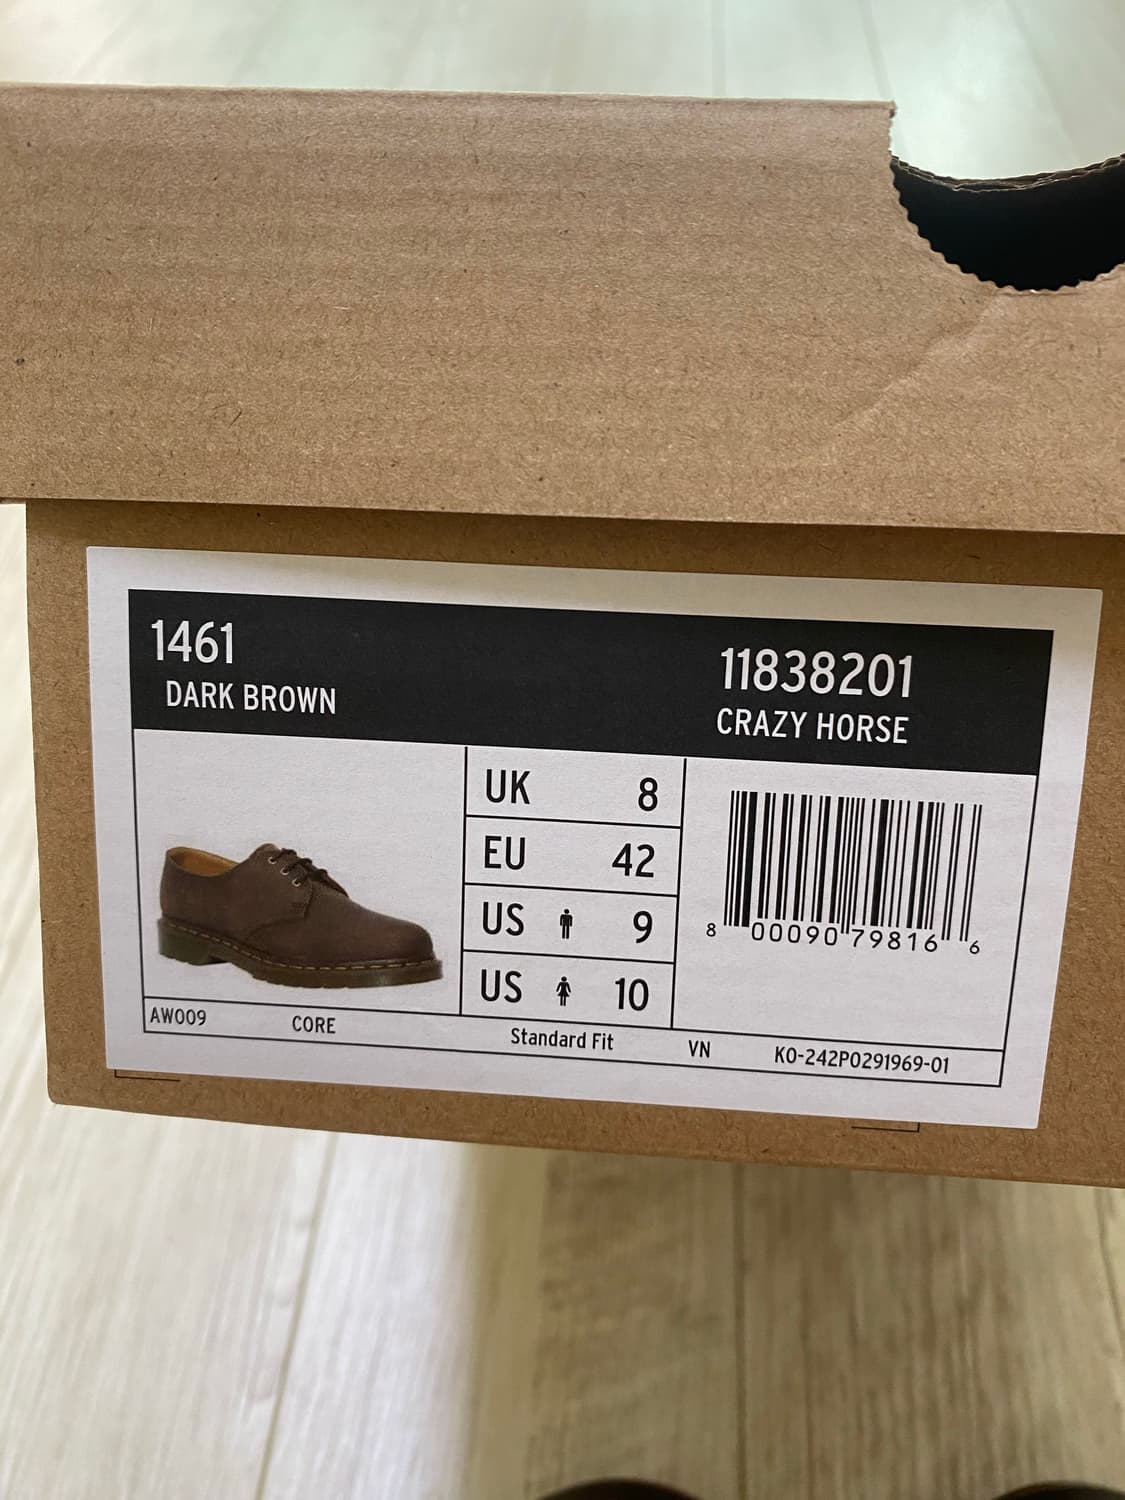 1461
DARK BROWN
11838201
CRAZY HORSE
UK 8
EU 42
US 9
US 10
8 00090 79816 6
AW009 CORE Standard Fit VN KO-242P0291969-01